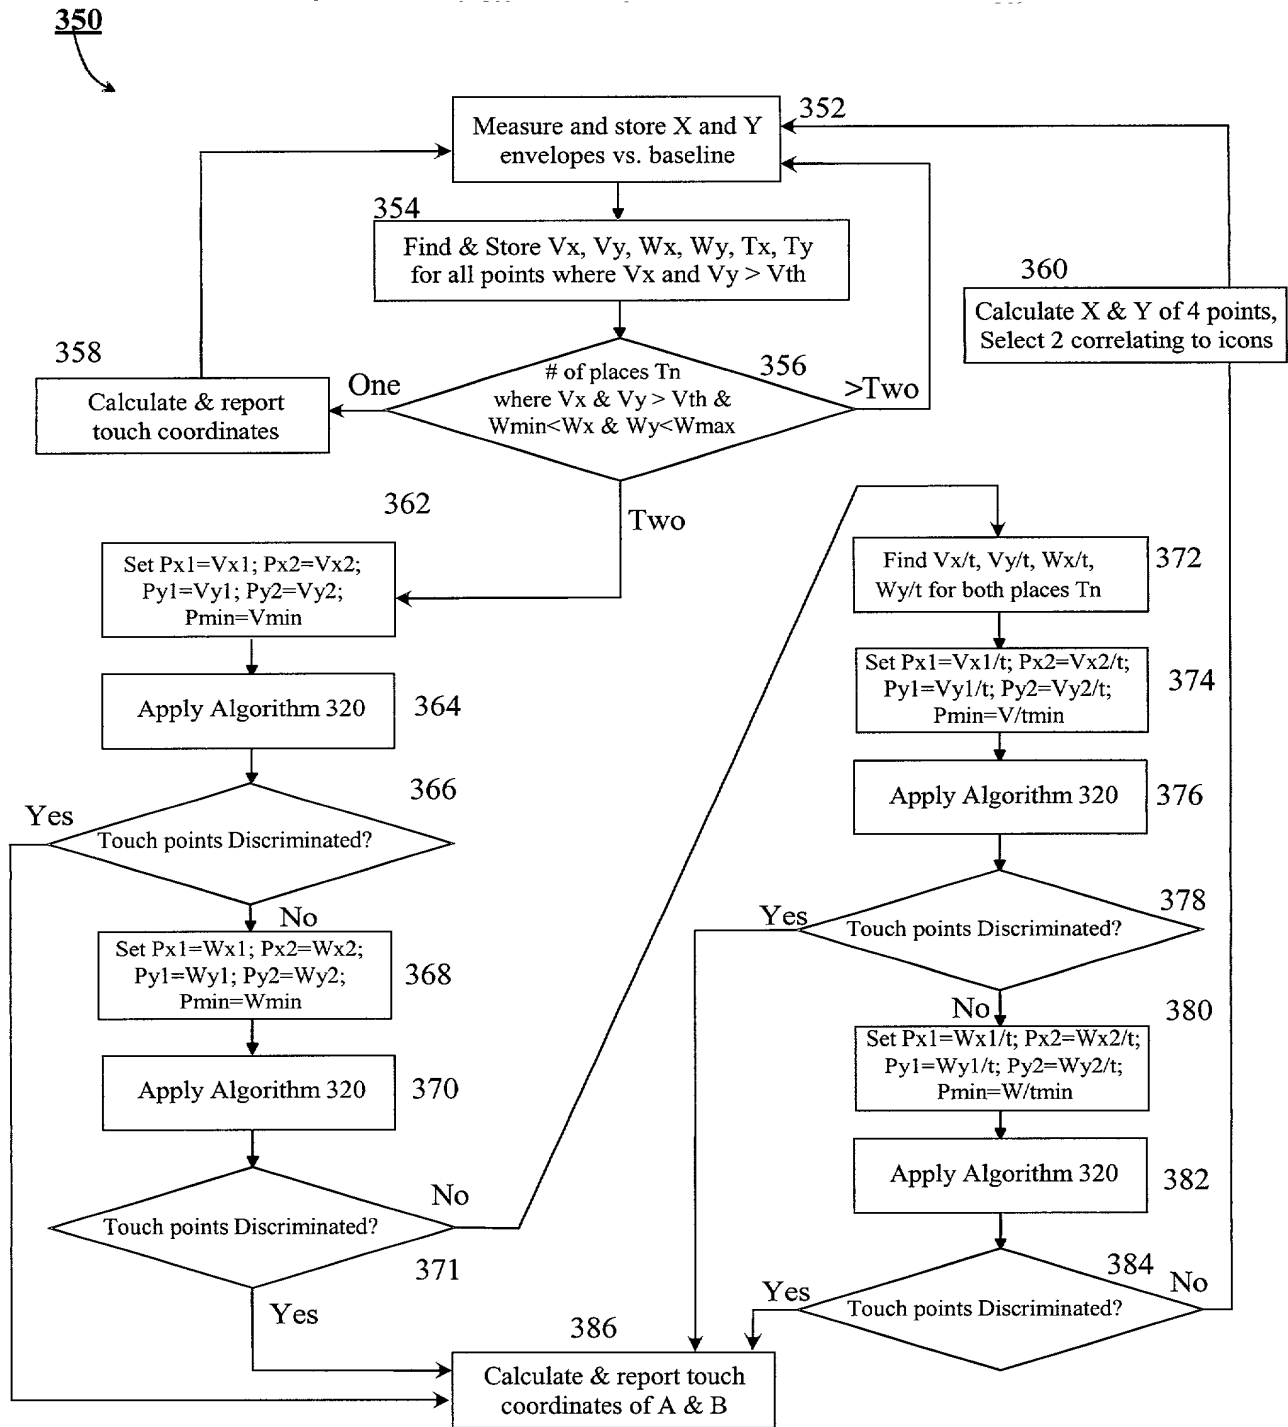 350
352
Measure and store X and Y
envelopes vs. baseline
354
Find & Store Vx, Vy, Wx, Wy, Tx, Ty
for all points where Vx and Vy > Vth
360
Calculate X & Y of 4 points,
Select 2 correlating to icons
358
Calculate & report
touch coordinates
One
356
# of places Tn
where Vx & Vy > Vth &
Wmin<Wx & Wy<Wmax
>Two
Two
362
Set Px1=Vx1; Px2=Vx2;
Py1=Vy1; Py2=Vy2;
Pmin=Vmin
Apply Algorithm 320
364
366
Yes
Touch points Discriminated?
No
Set Px1=Wx1; Px2=Wx2;
Py1=Wy1; Py2=Wy2;
Pmin=Wmin
368
Apply Algorithm 320
370
No
Touch points Discriminated?
371
Yes
Find Vx/t, Vy/t, Wx/t,
Wy/t for both places Tn
372
Set Px1=Vx1/t; Px2=Vx2/t;
Py1=Vy1/t; Py2=Vy2/t;
Pmin=V/tmin
374
Apply Algorithm 320
376
378
Yes
Touch points Discriminated?
No
380
Set Px1=Wx1/t; Px2=Wx2/t;
Py1=Wy1/t; Py2=Wy2/t;
Pmin=W/tmin
Apply Algorithm 320
382
384
Yes
No
Touch points Discriminated?
386
Calculate & report touch
coordinates of A & B